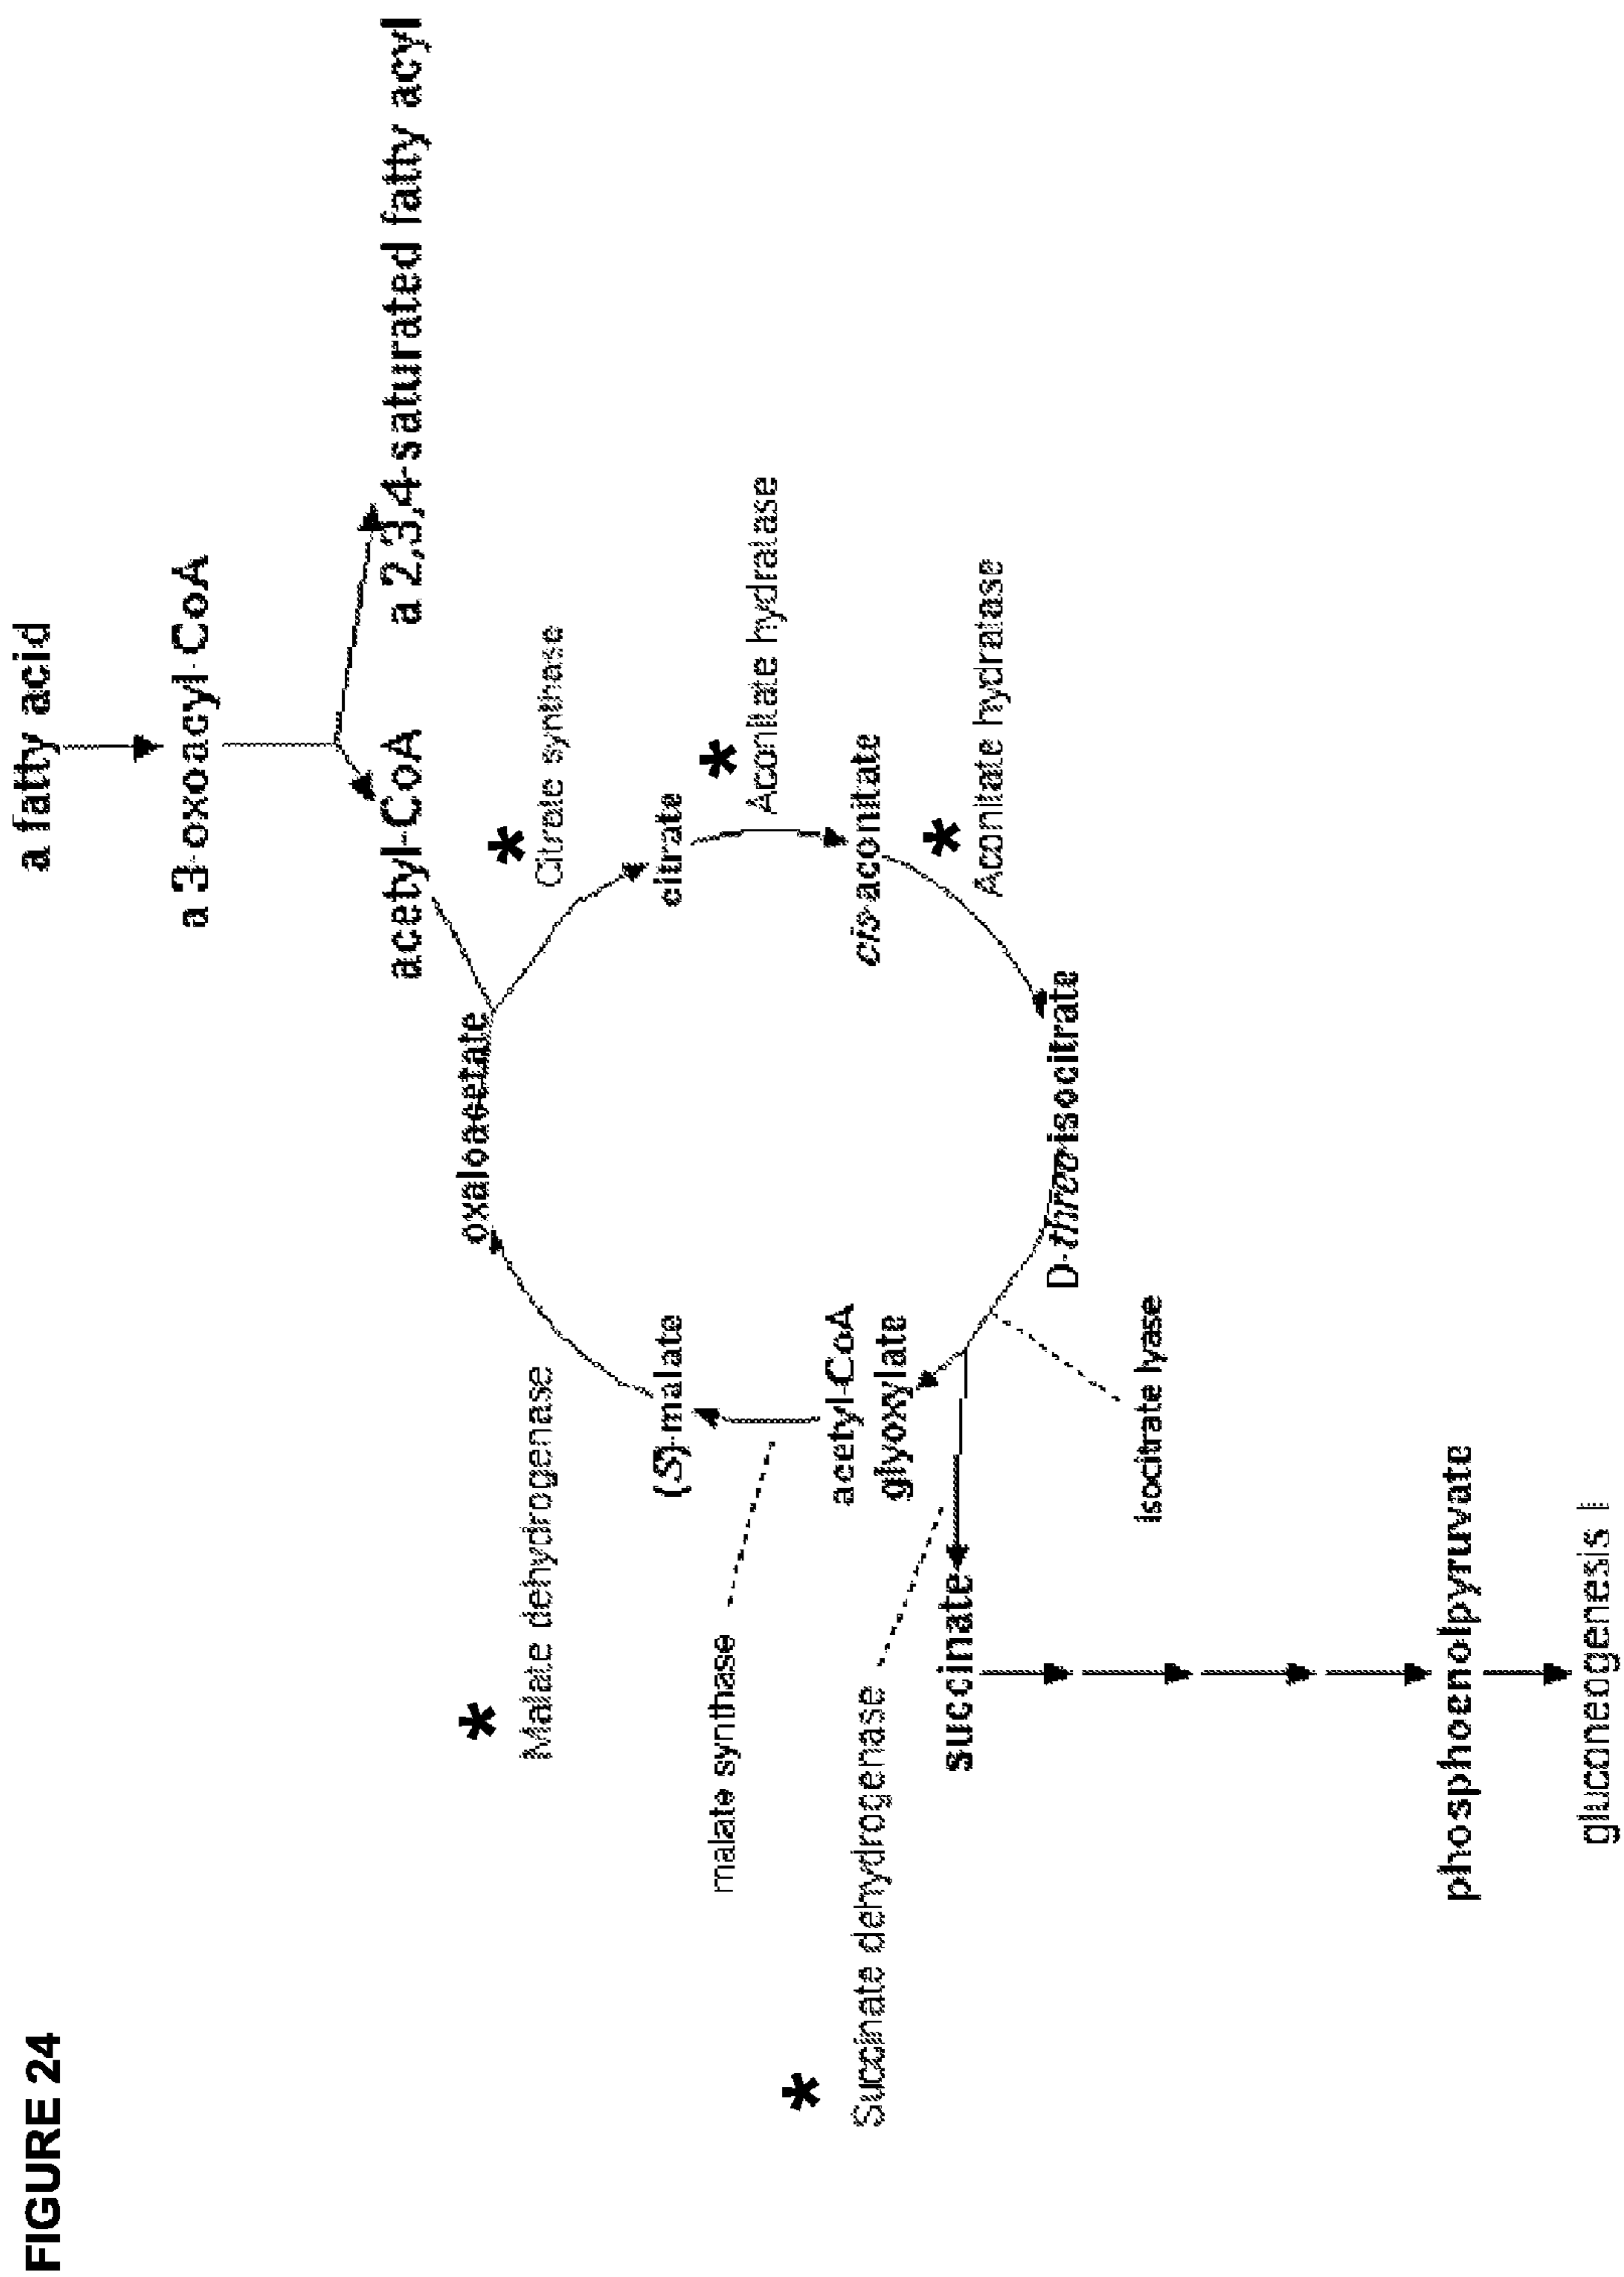 FIGURE 24
a fatty acid
a 3-oxoacyl-CoA
acetyl-CoA
a 2,3,4-saturated fatty acyl
oxaloacetate
*
Citrate synthase
citrate
*
Aconitate hydratase
cis-aconitate
*
Aconitate hydratase
D-threo-isocitrate
Isocitrate lyase
acetyl-CoA
glyoxylate
malate synthase
(S)-malate
*
Malate dehydrogenase
*
Succinate dehydrogenase
succinate
phosphoenolpyruvate
gluconeogenesis I